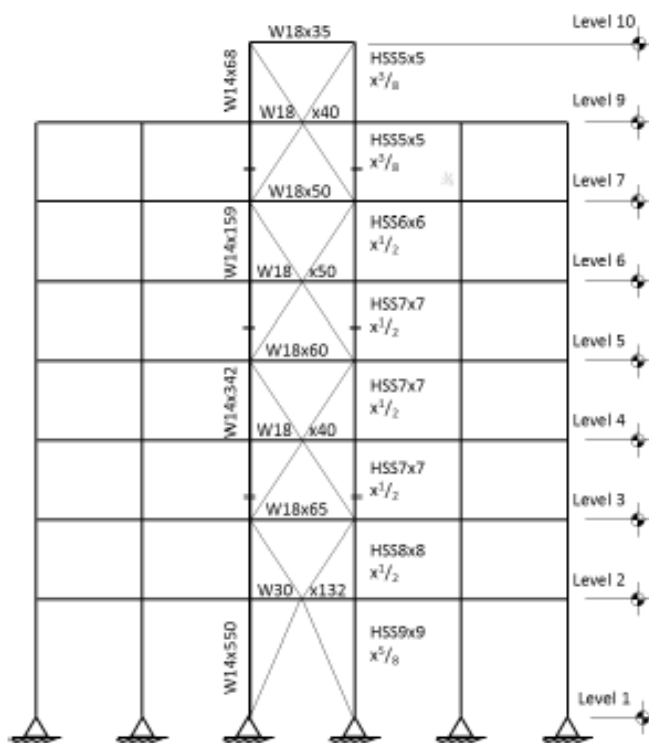 W18x35
Level 10
W14x68
HSS5x5
x3/8
Level 9
W18 x40
HSS5x5
x3/8
Level 7
W18x50
W14x159
HSS6x6
x1/2
Level 6
W18 x50
HSS7x7
x1/2
Level 5
W18x60
W14x342
HSS7x7
x1/2
Level 4
W18 x40
HSS7x7
x1/2
Level 3
W18x65
HSS8x8
x1/2
Level 2
W30 x132
W14x550
HSS9x9
x5/8
Level 1